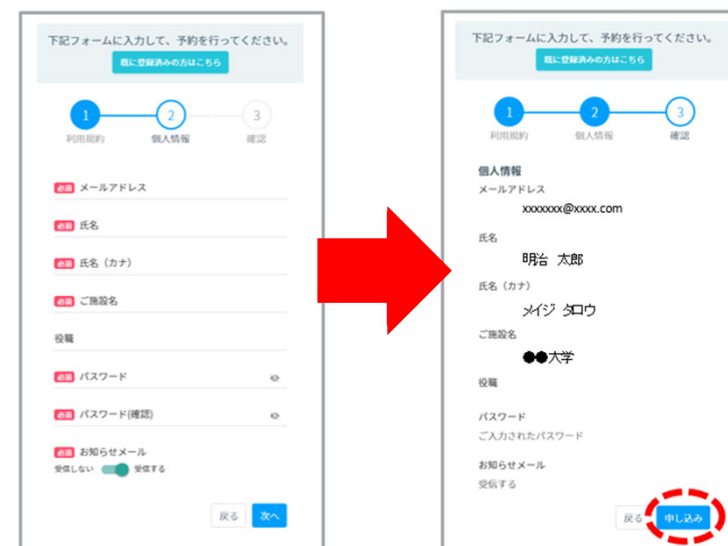 下記フォームに入力して、予約を行ってください。
既に登録済みの方はこちら
1
2
3
利用規約
個人情報
確認
必須 メールアドレス
必須 氏名
必須 氏名（カナ）
必須 ご施設名
役職
必須 パスワード
必須 パスワード(確認)
必須 お知らせメール
受信しない 受信する
戻る 次へ
下記フォームに入力して、予約を行ってください。
既に登録済みの方はこちら
1
2
3
利用規約
個人情報
確認
個人情報
メールアドレス
xxxxxxx@xxxx.com
氏名
明治 太郎
氏名（カナ）
メイジ タロウ
ご施設名
●●大学
役職
パスワード
ご入力されたパスワード
お知らせメール
受信する
戻る 申し込み